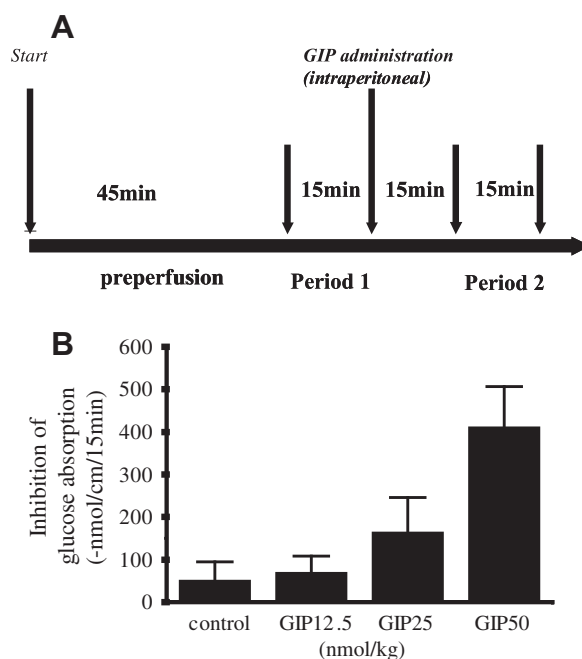 A
Start
GIP administration
(intraperitoneal)
45min
15min
15min
15min
preperfusion
Period 1
Period 2
B
Inhibition of
glucose absorption
(-nmol/cm/15min)
600
500
400
300
200
100
0
control
GIP12.5
GIP25
GIP50
(nmol/kg)